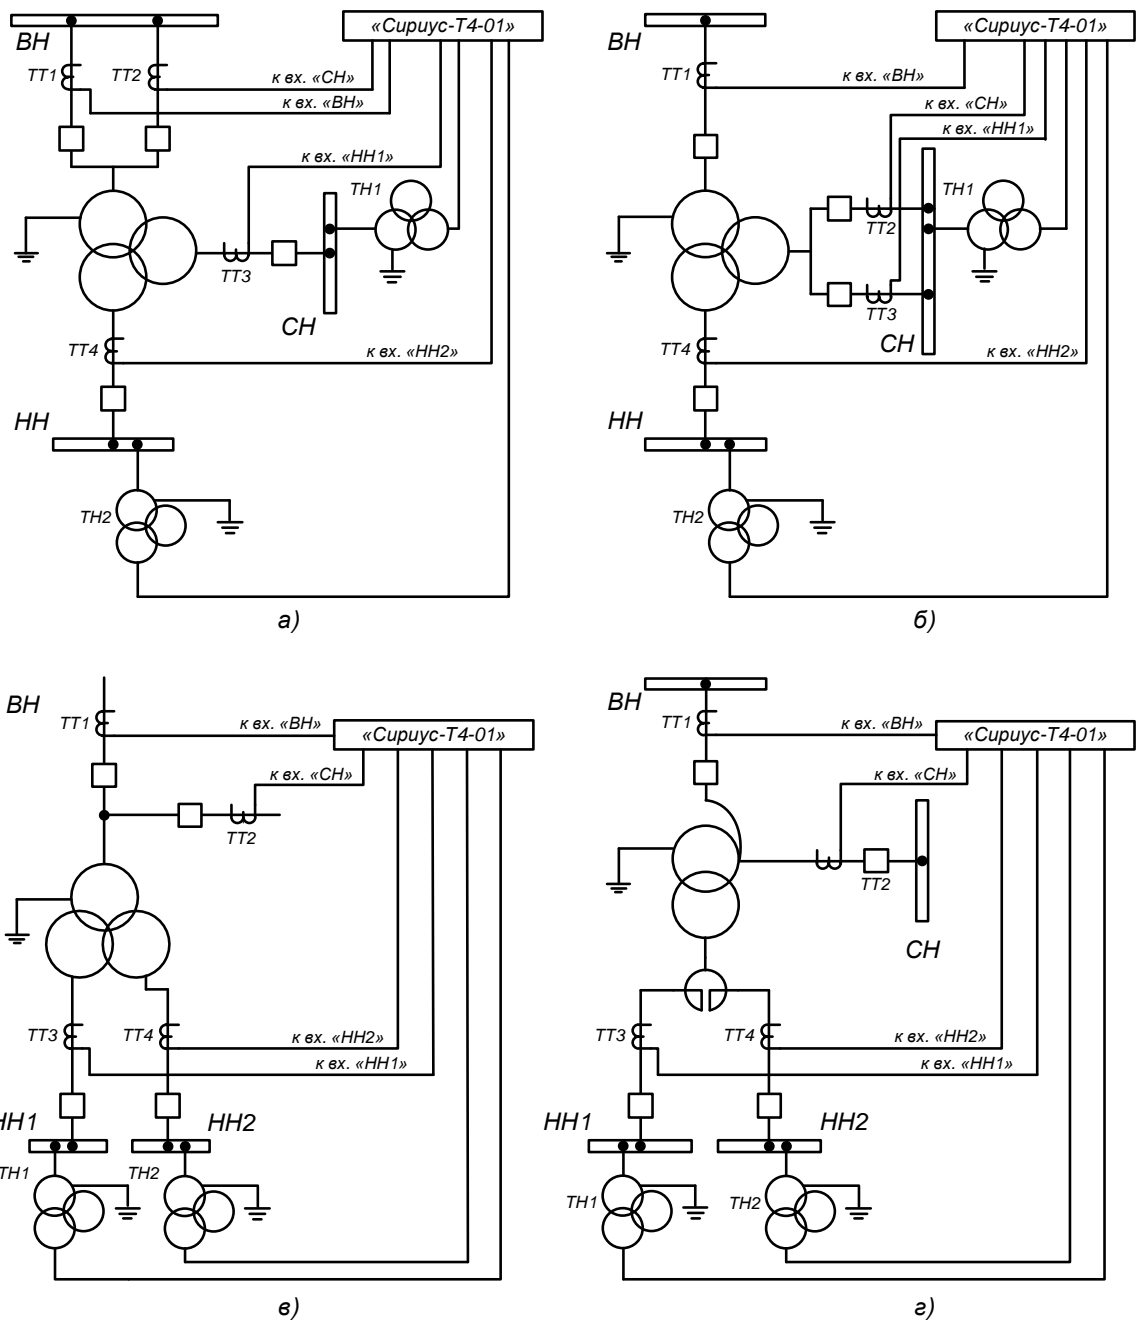 ВН
«Сириус-Т4-01»
ТТ1
ТТ2
к вх. «СН»
к вх. «ВН»
к вх. «НН1»
ТН1
ТТ3
СН
ТТ4
к вх. «НН2»
НН
ТН2
а)
ВН
«Сириус-Т4-01»
ТТ1
к вх. «ВН»
к вх. «СН»
к вх. «НН1»
ТН1
ТТ2
ТТ3
СН
ТТ4
к вх. «НН2»
НН
ТН2
б)
ВН
ТТ1
к вх. «ВН»
«Сириус-Т4-01»
к вх. «СН»
ТТ2
ТТ3
ТТ4
к вх. «НН2»
к вх. «НН1»
НН1
НН2
ТН1
ТН2
в)
ВН
ТТ1
к вх. «ВН»
«Сириус-Т4-01»
к вх. «СН»
ТТ2
СН
ТТ3
ТТ4
к вх. «НН2»
к вх. «НН1»
НН1
НН2
ТН1
ТН2
г)